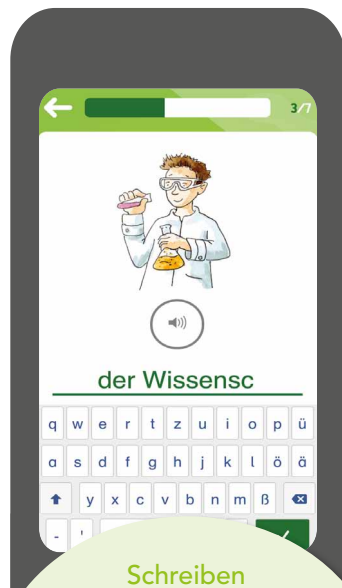 3/7
der Wissensc
q w e r t z u i o p ü
a s d f g h j k l ö ä
y x c v b n m ß
- '
Schreiben